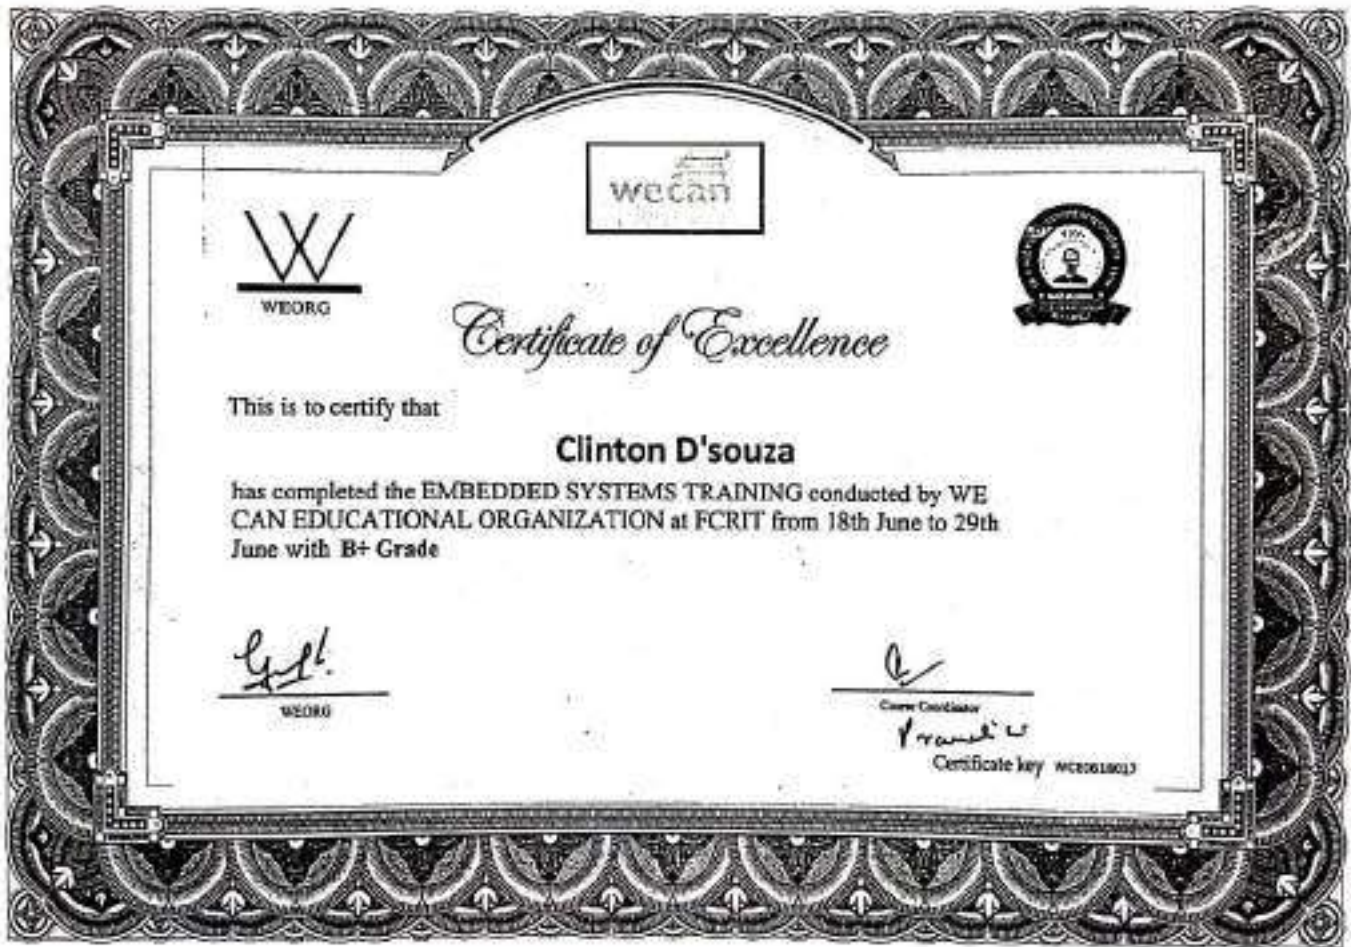 wecan
WEORG
Certificate of Excellence
This is to certify that
Clinton D'souza
has completed the EMBEDDED SYSTEMS TRAINING conducted by WE
CAN EDUCATIONAL ORGANIZATION at FCRIT from 18th June to 29th
June with B+ Grade
WEORG
Course Coordinator
Certificate key